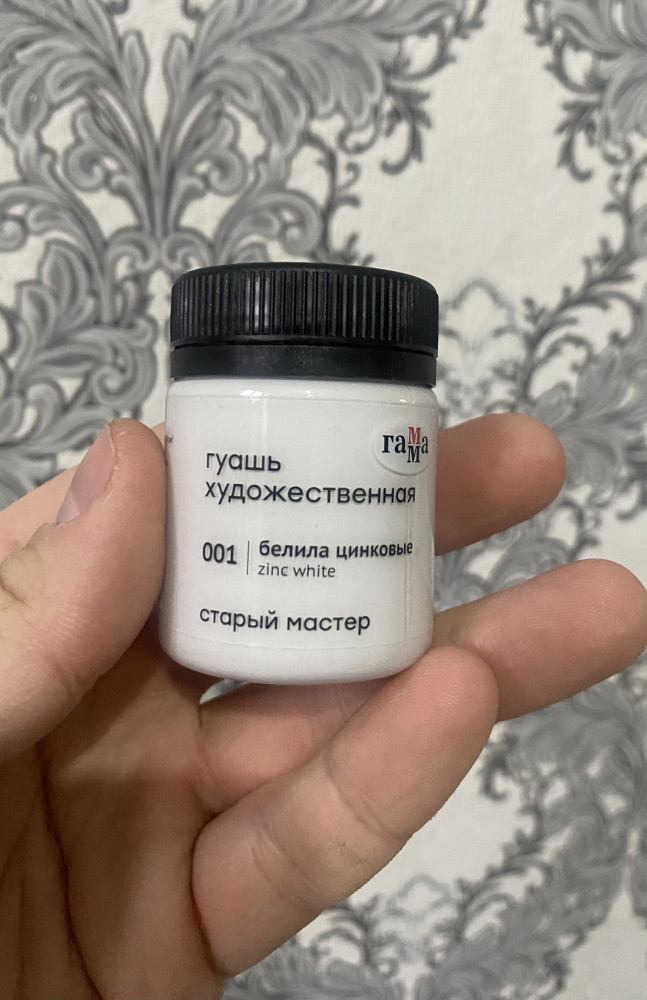 гамма
гуашь
художественная
001 | белила цинковые
zinc white
старый мастер